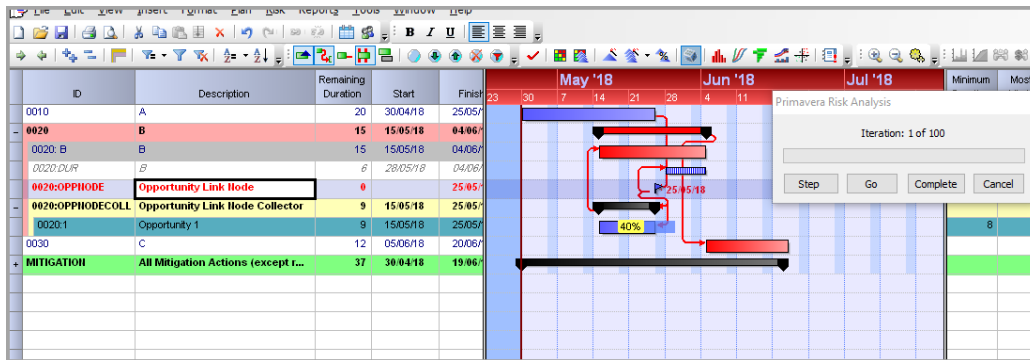 File Edit View Insert Format Plan Risk Reports Tools Window Help
B I U
ID Description Remaining Duration Start Finish May '18 Jun '18 Jul '18 Minimum Most
23 30 7 14 21 28 4 11
Primavera Risk Analysis
Iteration: 1 of 100
Step Go Complete Cancel
0010 A 20 30/04/18 25/05/
0020 B 15 15/05/18 04/06/
0020: B B 15 15/05/18 04/06/
0020:DUR B 6 28/05/18 04/06/
0020:OPPNODE Opportunity Link Node 0 25/05/ 25/05/18
0020:OPPNODECOLL Opportunity Link Node Collector 9 15/05/18 25/05/
0020:1 Opportunity 1 9 15/05/18 25/05/ 40% 8
0030 C 12 05/06/18 20/06/
MITIGATION All Mitigation Actions (except r... 37 30/04/18 19/06/